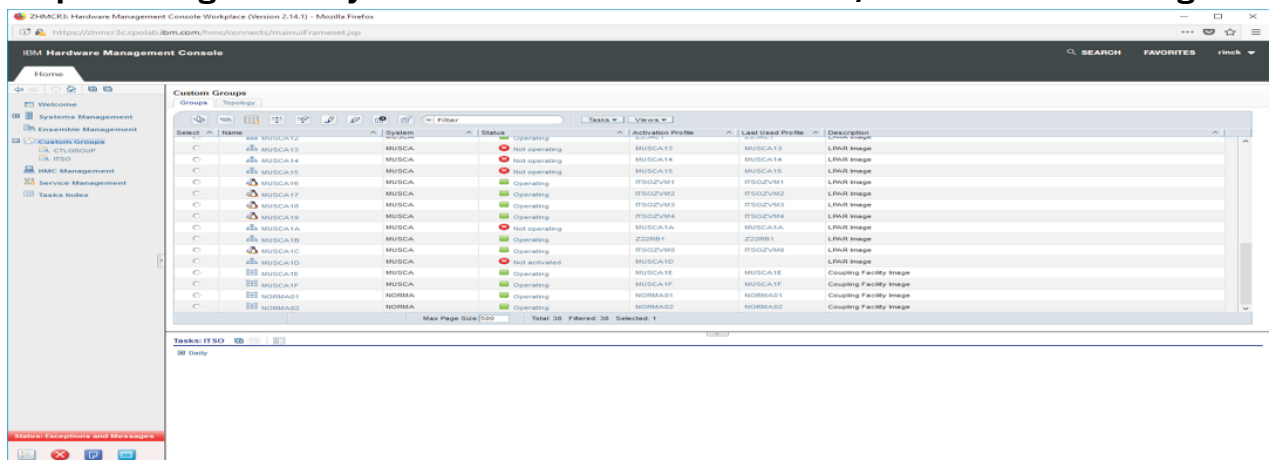 ZHMCR3: Hardware Management Console Workplace (Version 2.14.1) - Mozilla Firefox
https://zhmcr3c.cpolab.ibm.com/hmc/connects/mainuiFrameset.jsp
IBM Hardware Management Console
SEARCH FAVORITES rinck
Home
Welcome
Systems Management
Ensemble Management
Custom Groups
CTLGROUP
ITSO
HMC Management
Service Management
Tasks Index
Custom Groups
Groups Topology
Filter Tasks Views
Select Name System Status Activation Profile Last Used Profile Description
MUSCA12 MUSCA Operating LPAR Image
MUSCA13 MUSCA Not operating MUSCA13 MUSCA13 LPAR Image
MUSCA14 MUSCA Not operating MUSCA14 MUSCA14 LPAR Image
MUSCA15 MUSCA Not operating MUSCA15 MUSCA15 LPAR Image
MUSCA16 MUSCA Operating ITSOZVM1 ITSOZVM1 LPAR Image
MUSCA17 MUSCA Operating ITSOZVM2 ITSOZVM2 LPAR Image
MUSCA18 MUSCA Operating ITSOZVM3 ITSOZVM3 LPAR Image
MUSCA19 MUSCA Operating ITSOZVM4 ITSOZVM4 LPAR Image
MUSCA1A MUSCA Not operating MUSCA1A MUSCA1A LPAR Image
MUSCA1B MUSCA Operating Z22RB1 Z22RB1 LPAR Image
MUSCA1C MUSCA Operating LPAR Image
MUSCA1D MUSCA Not activated MUSCA1D LPAR Image
MUSCA1E MUSCA Operating MUSCA1E MUSCA1E Coupling Facility Image
MUSCA1F MUSCA Operating MUSCA1F MUSCA1F Coupling Facility Image
NORMA01 NORMA Operating NORMA01 NORMA01 Coupling Facility Image
NORMA02 NORMA Operating NORMA02 NORMA02 Coupling Facility Image
Max Page Size: 500 Total: 38 Filtered: 38 Selected: 1
Tasks: ITSO
Daily
Status: Exceptions and Messages